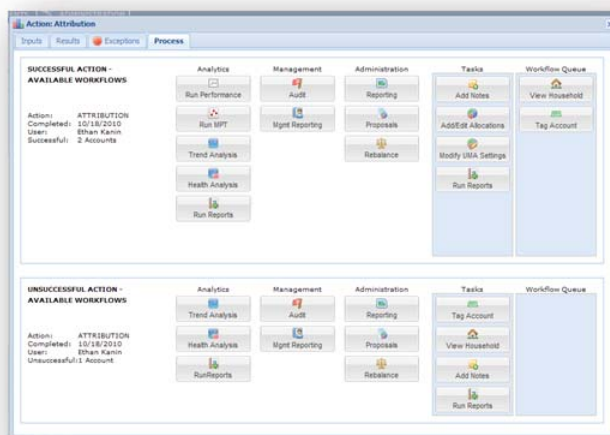 Action: Attribution
Inputs Results Exceptions Process
SUCCESSFUL ACTION -
AVAILABLE WORKFLOWS
Action: ATTRIBUTION
Completed: 10/18/2010
User: Ethan Kanin
Successful: 2 Accounts
Analytics
Run Performance
Run MPT
Trend Analysis
Health Analysis
Run Reports
Management
Audit
Mgmt Reporting
Administration
Reporting
Proposals
Rebalance
Tasks
Add Notes
Add/Edit Allocations
Modify UMA Settings
Run Reports
Workflow Queue
View Household
Tag Account
UNSUCCESSFUL ACTION -
AVAILABLE WORKFLOWS
Action: ATTRIBUTION
Completed: 10/18/2010
User: Ethan Kanin
Unsuccessful:1 Account
Analytics
Trend Analysis
Health Analysis
RunReports
Management
Audit
Mgmt Reporting
Administration
Reporting
Proposals
Rebalance
Tasks
Tag Account
View Household
Add Notes
Run Reports
Workflow Queue